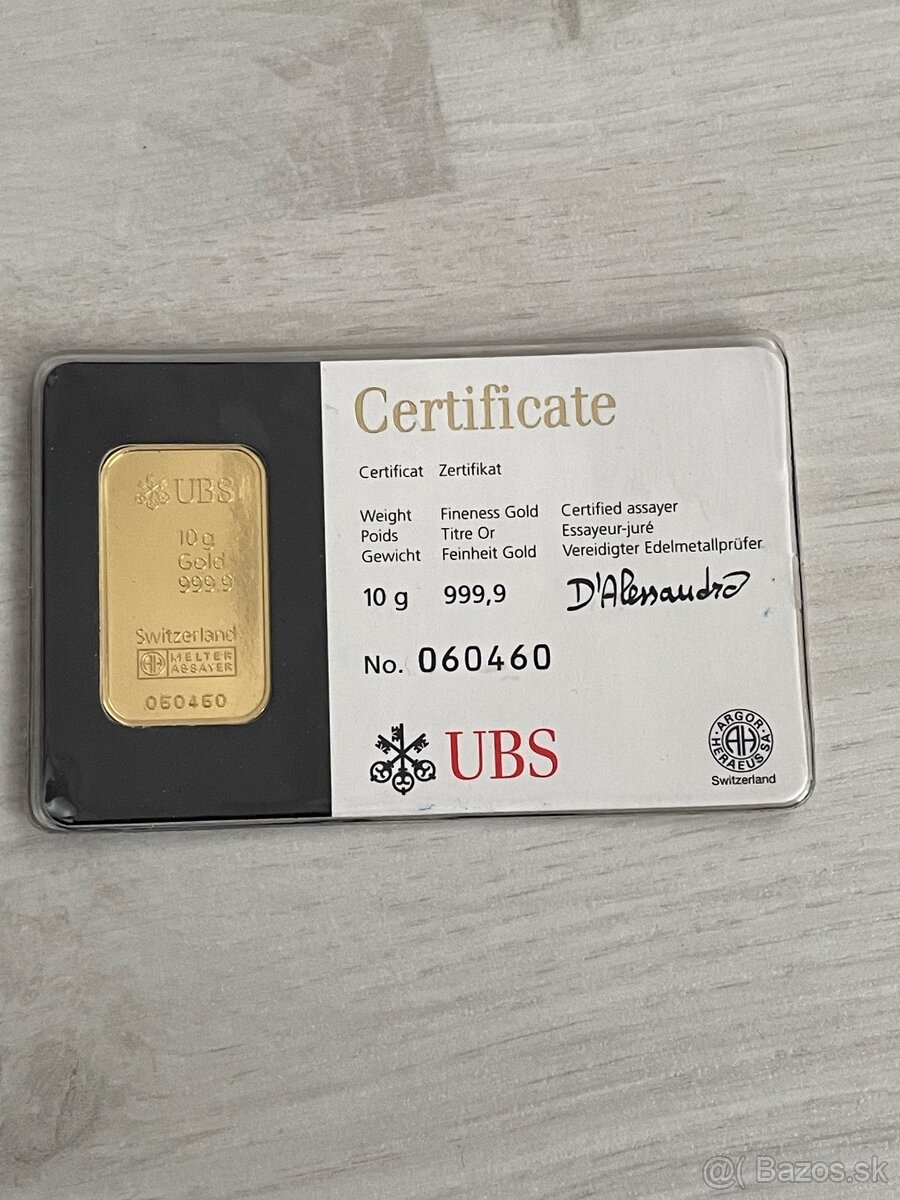 UBS
10 g
Gold
999.9
Switzerland
AH MELTER
ASSAYER
060460
Certificate
Certificat Zertifikat
Weight Fineness Gold Certified assayer
Poids Titre Or Essayeur-juré
Gewicht Feinheit Gold Vereidigter Edelmetallprüfer
10 g 999,9 D'Alessandro
No. 060460
UBS
ARGOR-
HERAEUS SA
AH
Switzerland
@( Bazos.sk